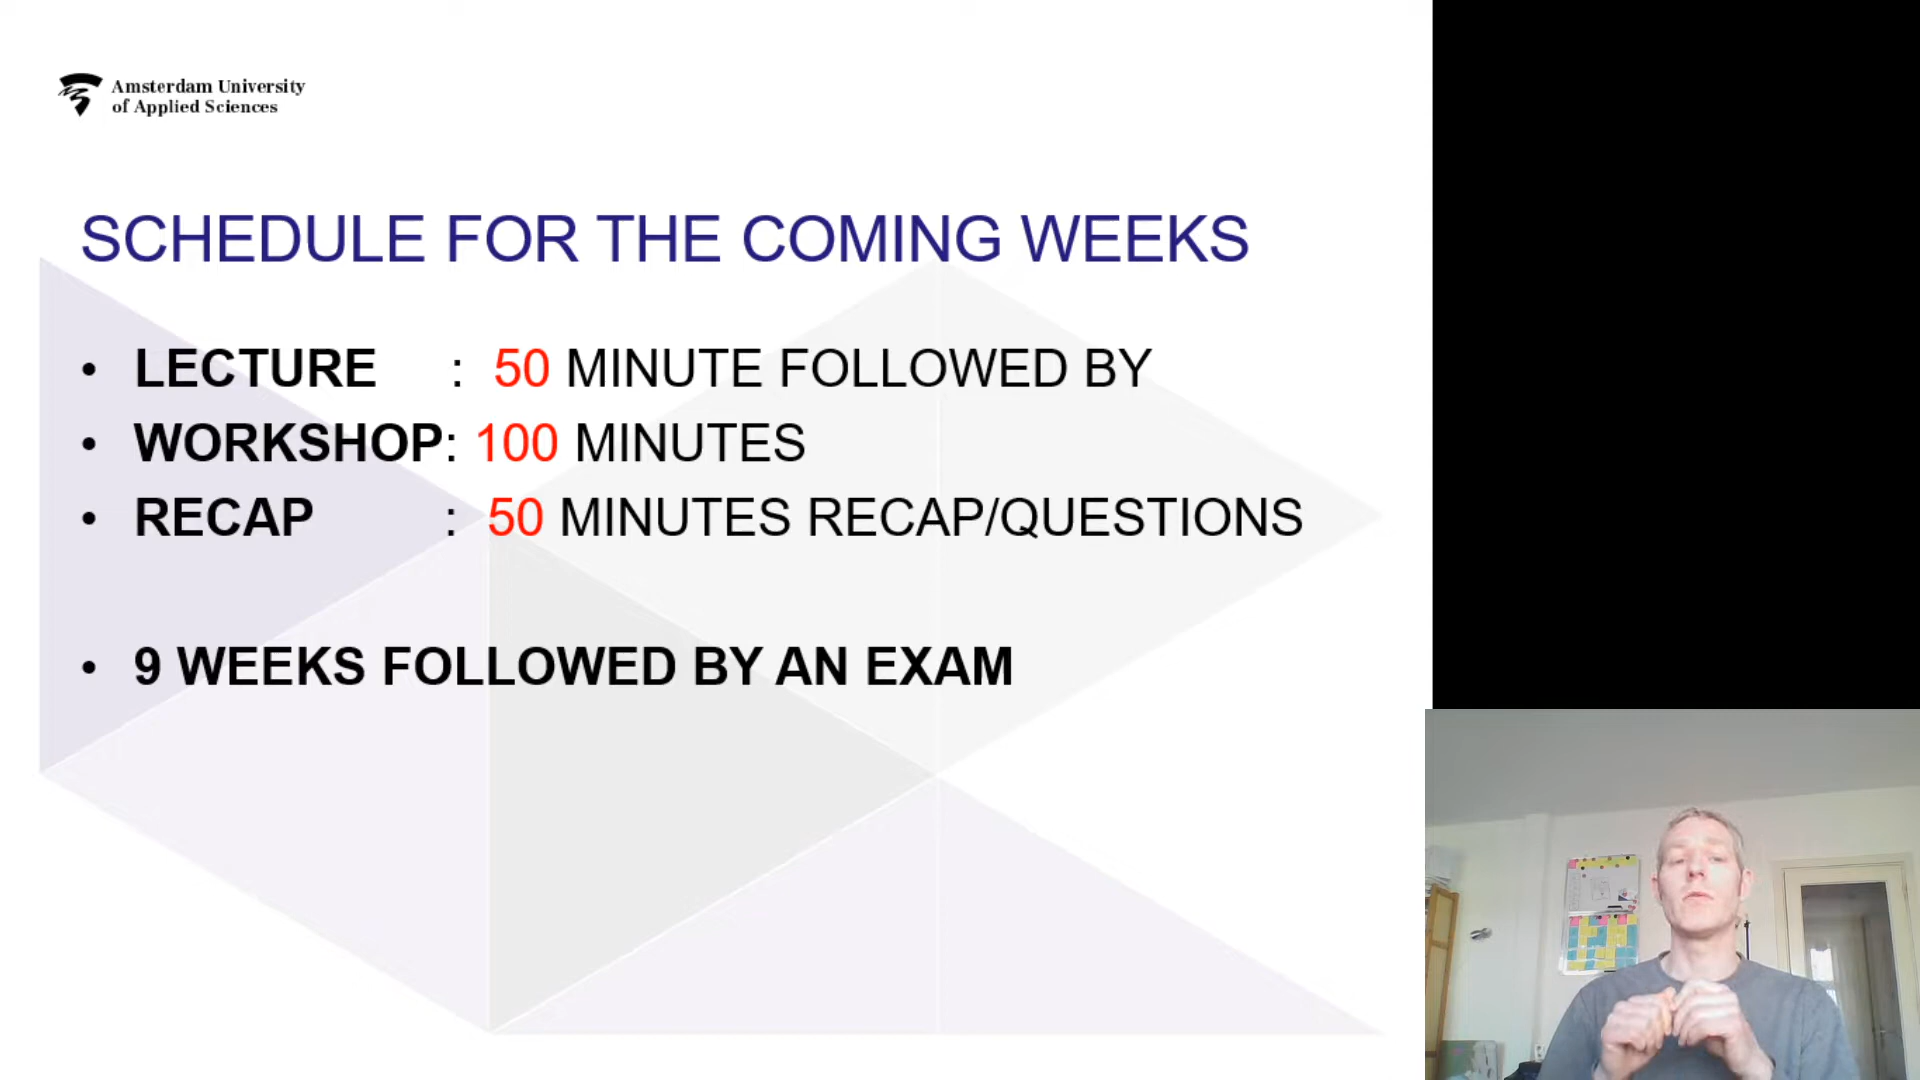 Amsterdam University
of Applied Sciences
SCHEDULE FOR THE COMING WEEKS
• LECTURE : 50 MINUTE FOLLOWED BY
• WORKSHOP: 100 MINUTES
• RECAP : 50 MINUTES RECAP/QUESTIONS
• 9 WEEKS FOLLOWED BY AN EXAM